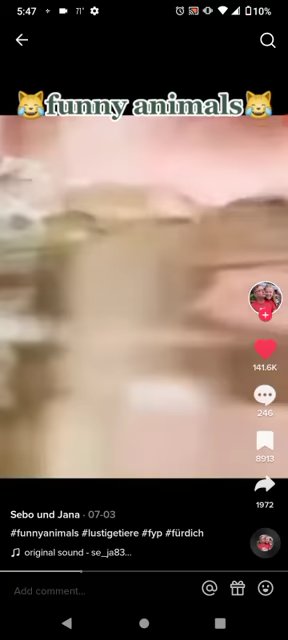 5:47
71°
10%
😹funny animals😹
141.6K
246
8913
1972
Sebo und Jana · 07-03
#funnyanimals #lustigetiere #fyp #fürdich
original sound - se_ja83...
Add comment...